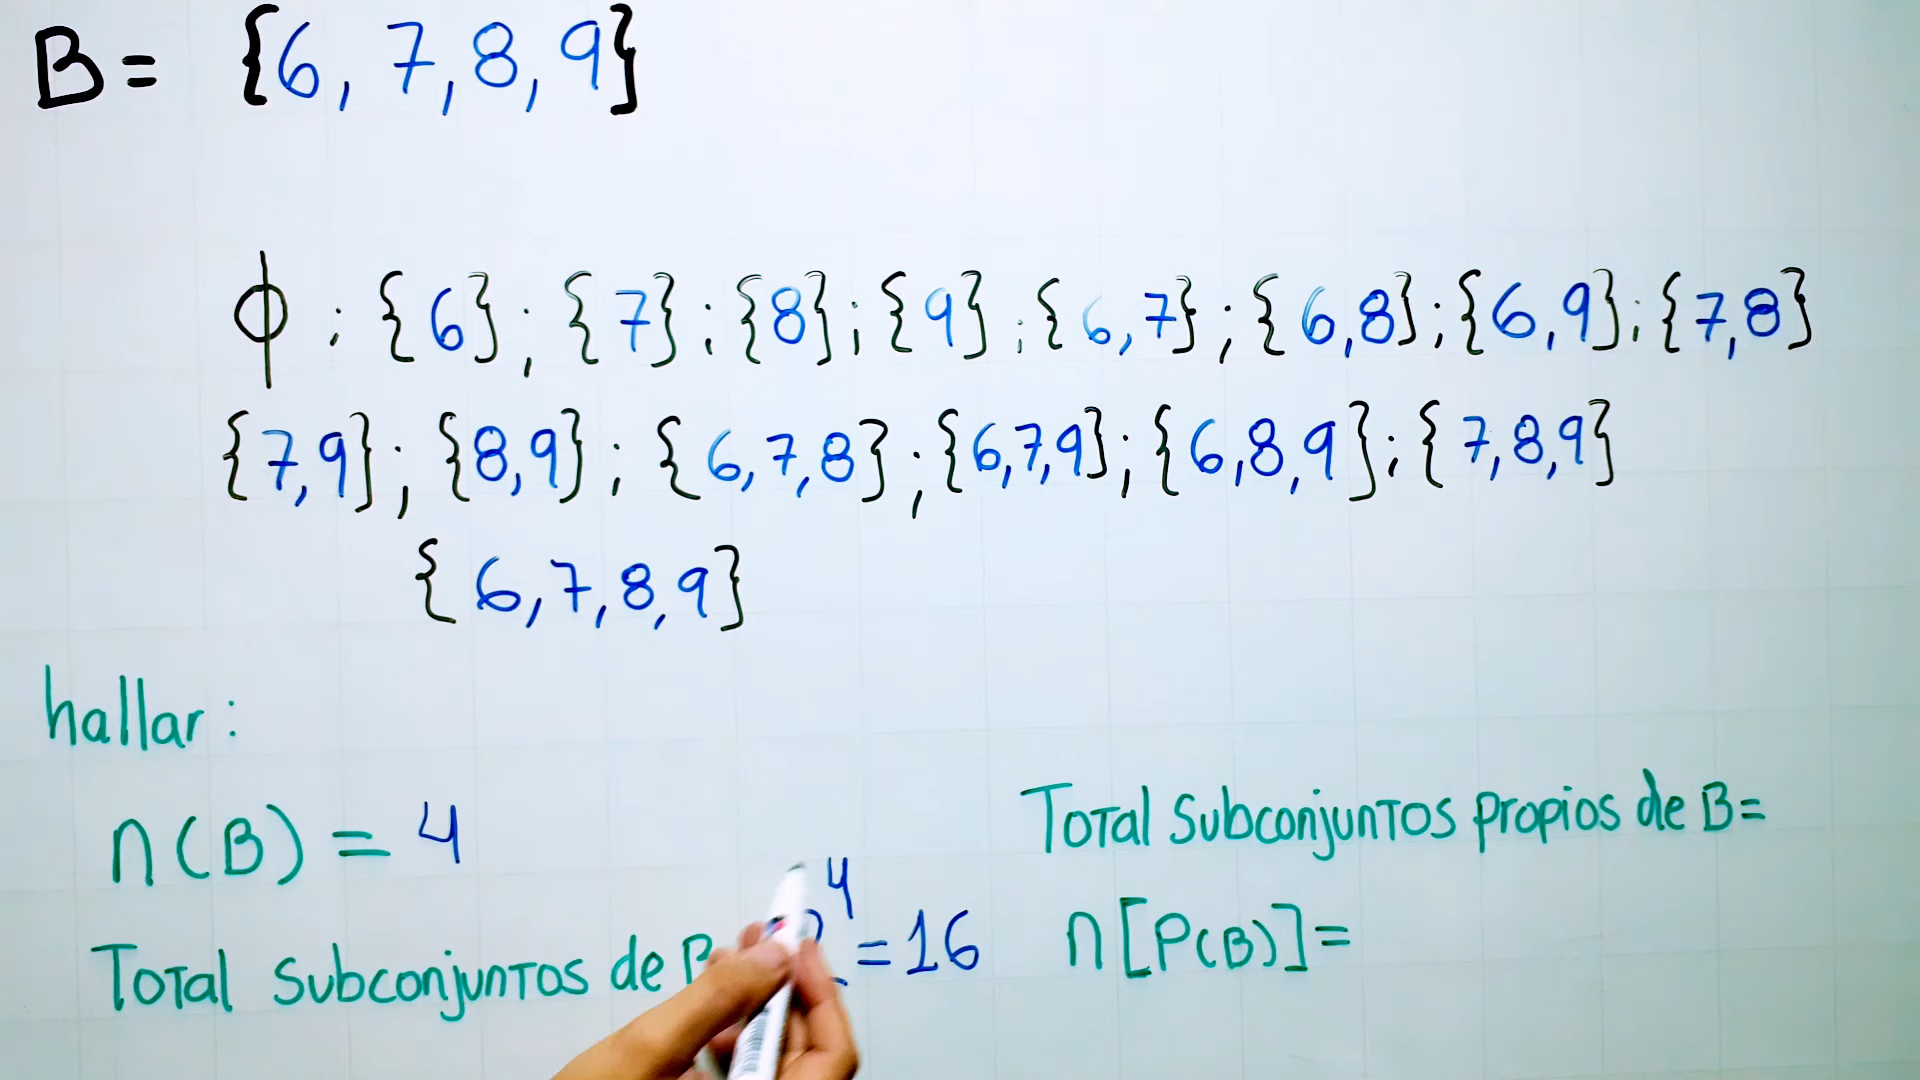 B = {6, 7, 8, 9}
ϕ ; {6} ; {7} ; {8} ; {9} ; {6,7} ; {6,8} ; {6,9} ; {7,8}
{7,9} ; {8,9} ; {6,7,8} ; {6,7,9} ; {6,8,9} ; {7,8,9}
{6,7,8,9}
hallar :
n(B) = 4
Total Subconjuntos propios de B =
Total Subconjuntos de B 2⁴ = 16
n[P(B)] =